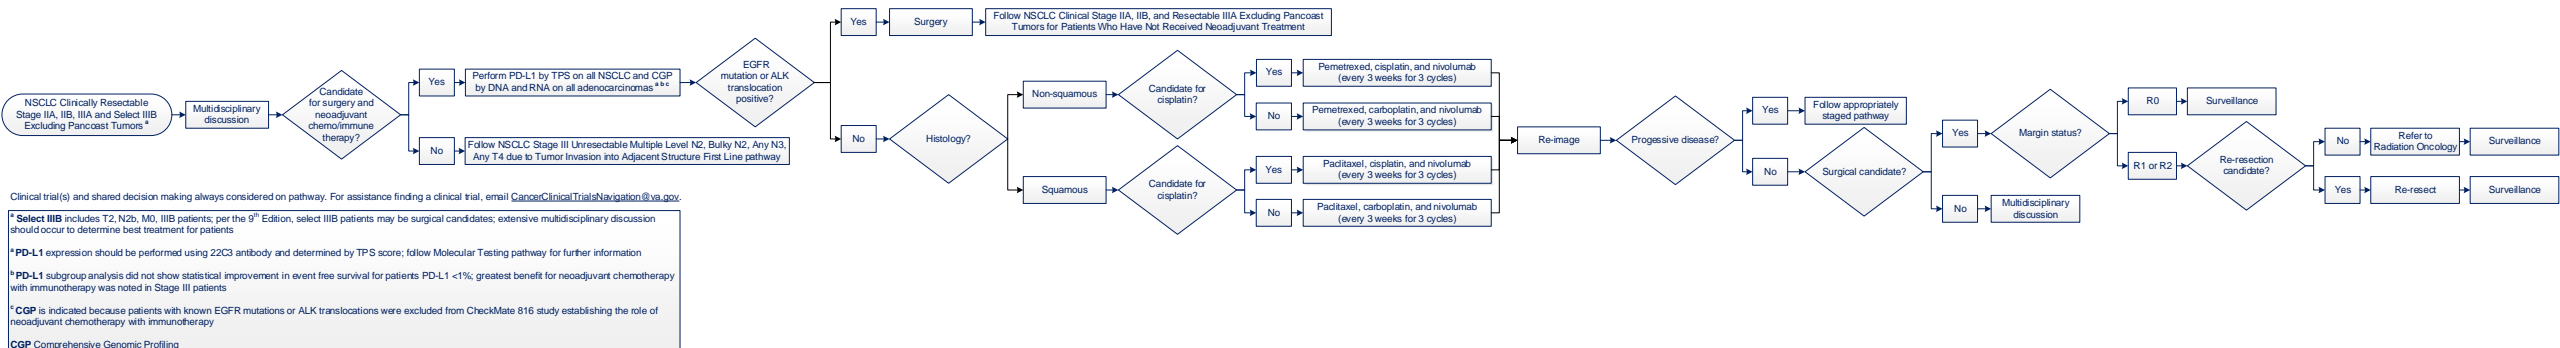 NSCLC Clinically Resectable
Stage IIA, IIB, IIIA and Select IIIB
Excluding Pancoast Tumors ª
Multidisciplinary
discussion
Candidate
for surgery and
neoadjuvant
chemo/immune
therapy?
Yes
Perform PD-L1 by TPS on all NSCLC and CGP
by DNA and RNA on all adenocarcinomas a b c
No
Follow NSCLC Stage III Unresectable Multiple Level N2, Bulky N2, Any N3,
Any T4 due to Tumor Invasion into Adjacent Structure First Line pathway
EGFR
mutation or ALK
translocation
positive?
Yes
Surgery
Follow NSCLC Clinical Stage IIA, IIB, and Resectable IIIA Excluding Pancoast
Tumors for Patients Who Have Not Received Neoadjuvant Treatment
No
Histology?
Non-squamous
Candidate for
cisplatin?
Yes
Pemetrexed, cisplatin, and nivolumab
(every 3 weeks for 3 cycles)
No
Pemetrexed, carboplatin, and nivolumab
(every 3 weeks for 3 cycles)
Squamous
Candidate for
cisplatin?
Yes
Paclitaxel, cisplatin, and nivolumab
(every 3 weeks for 3 cycles)
No
Paclitaxel, carboplatin, and nivolumab
(every 3 weeks for 3 cycles)
Re-image
Progessive disease?
Yes
Follow appropriately
staged pathway
No
Surgical candidate?
Yes
Margin status?
R0
Surveillance
R1 or R2
Re-resection
candidate?
No
Refer to
Radiation Oncology
Surveillance
Yes
Re-resect
Surveillance
No
Multidisciplinary
discussion
Clinical trial(s) and shared decision making always considered on pathway. For assistance finding a clinical trial, email CancerClinicalTrialsNavigation@va.gov.
ª Select IIIB includes T2, N2b, M0, IIIB patients; per the 9th Edition, select IIIB patients may be surgical candidates; extensive multidisciplinary discussion
should occur to determine best treatment for patients
ª PD-L1 expression should be performed using 22C3 antibody and determined by TPS score; follow Molecular Testing pathway for further information
b PD-L1 subgroup analysis did not show statistical improvement in event free survival for patients PD-L1 <1%; greatest benefit for neoadjuvant chemotherapy
with immunotherapy was noted in Stage III patients
c CGP is indicated because patients with known EGFR mutations or ALK translocations were excluded from CheckMate 816 study establishing the role of
neoadjuvant chemotherapy with immunotherapy
CGP Comprehensive Genomic Profiling